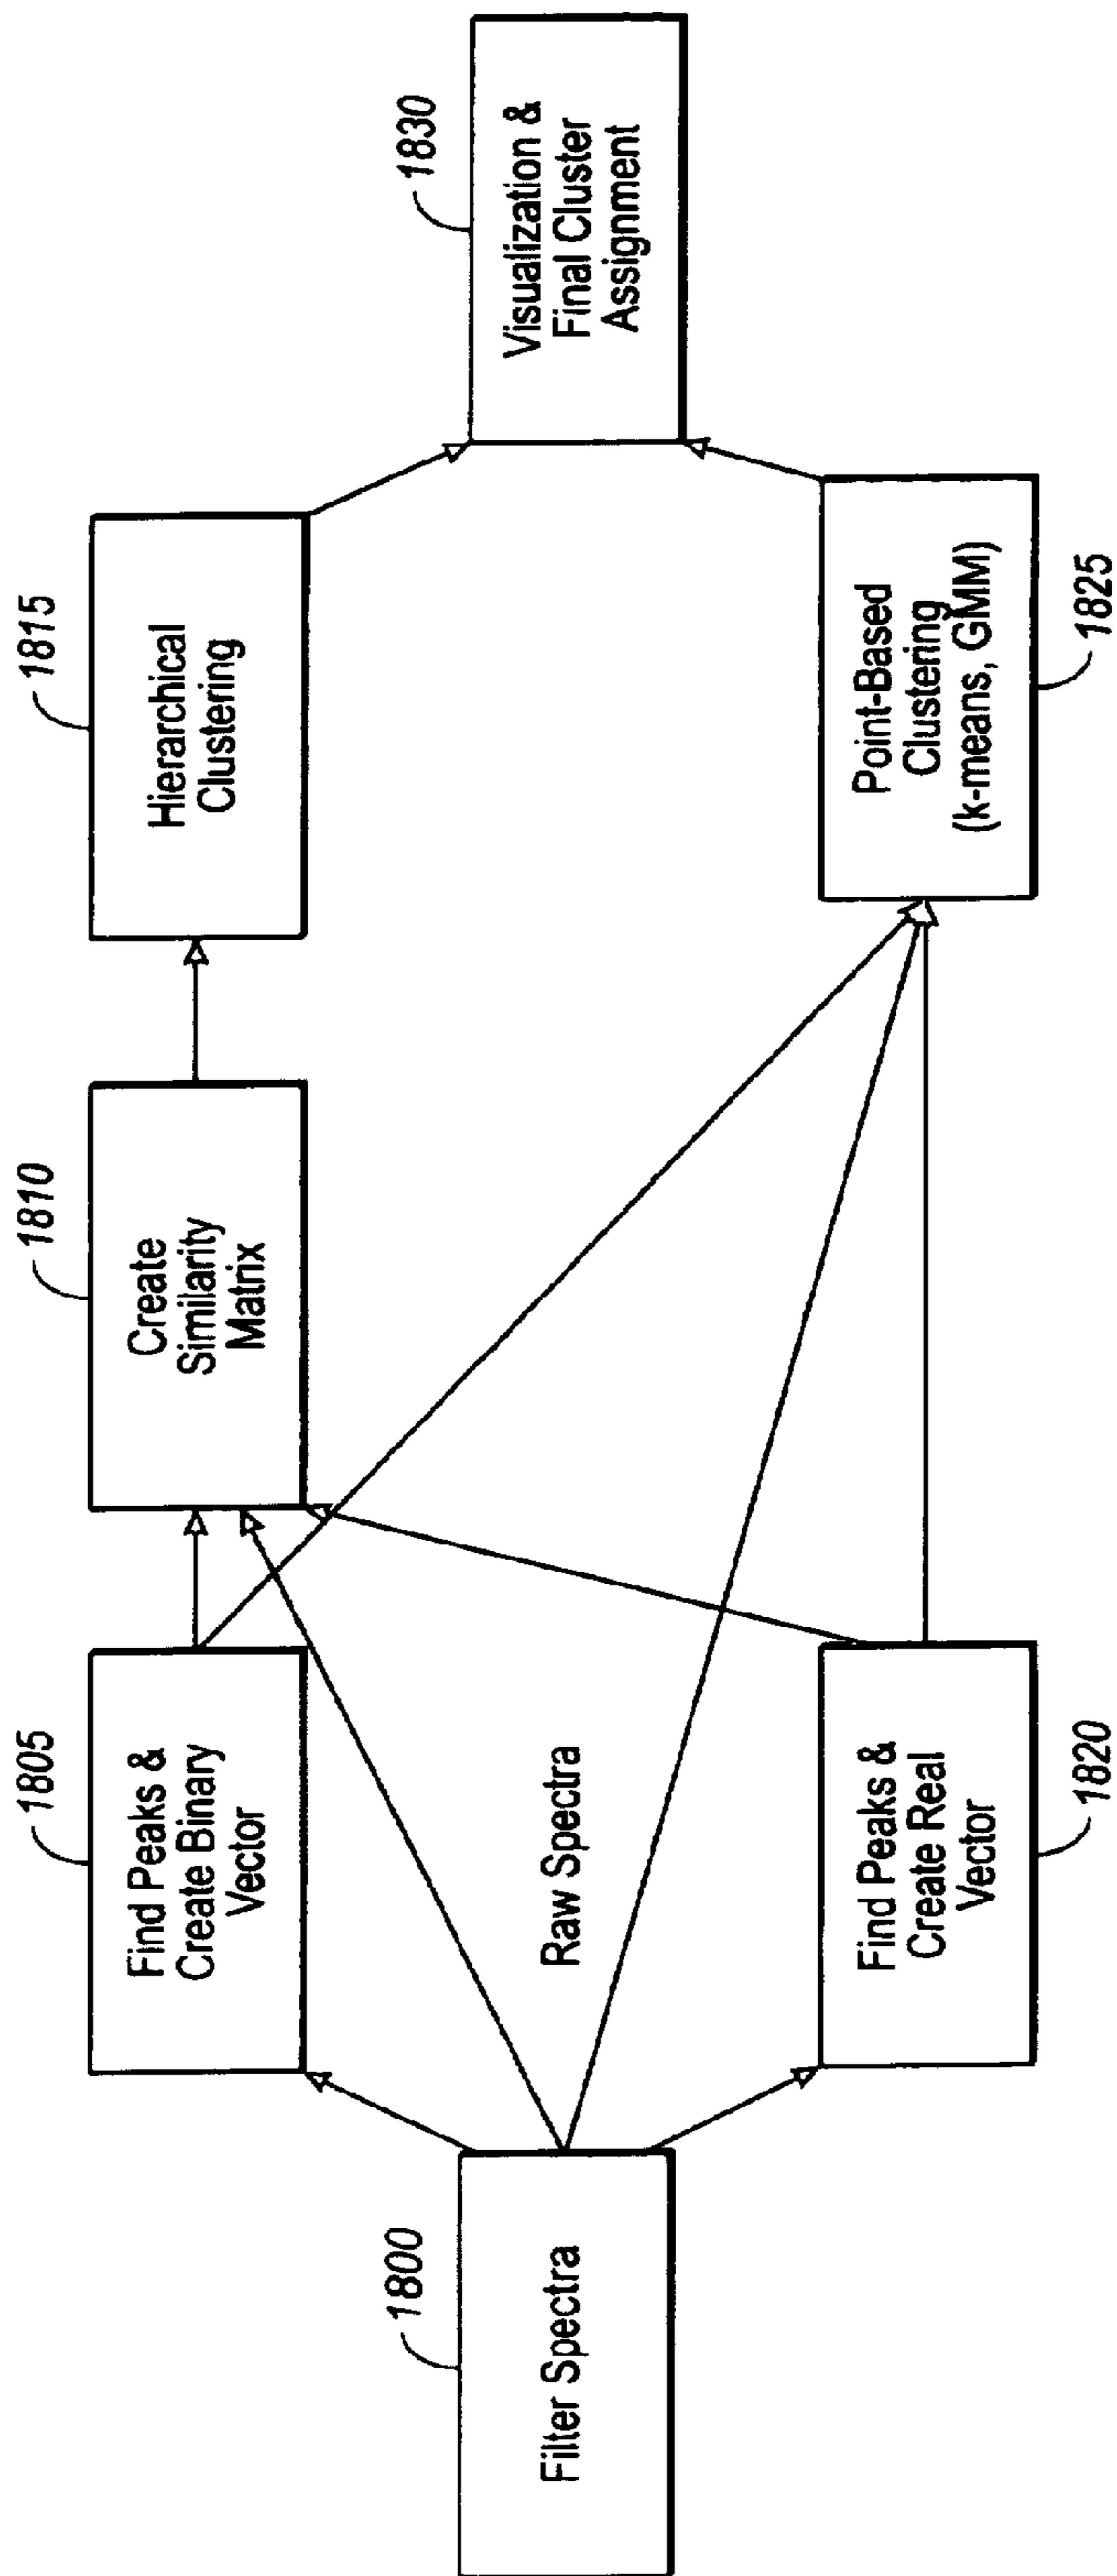 1800
Filter Spectra
1805
Find Peaks &
Create Binary
Vector
Raw Spectra
Find Peaks &
Create Real
Vector
1820
1810
Create
Similarity
Matrix
1815
Hierarchical
Clustering
Point-Based
Clustering
(k-means, GMM)
1825
1830
Visualization &
Final Cluster
Assignment